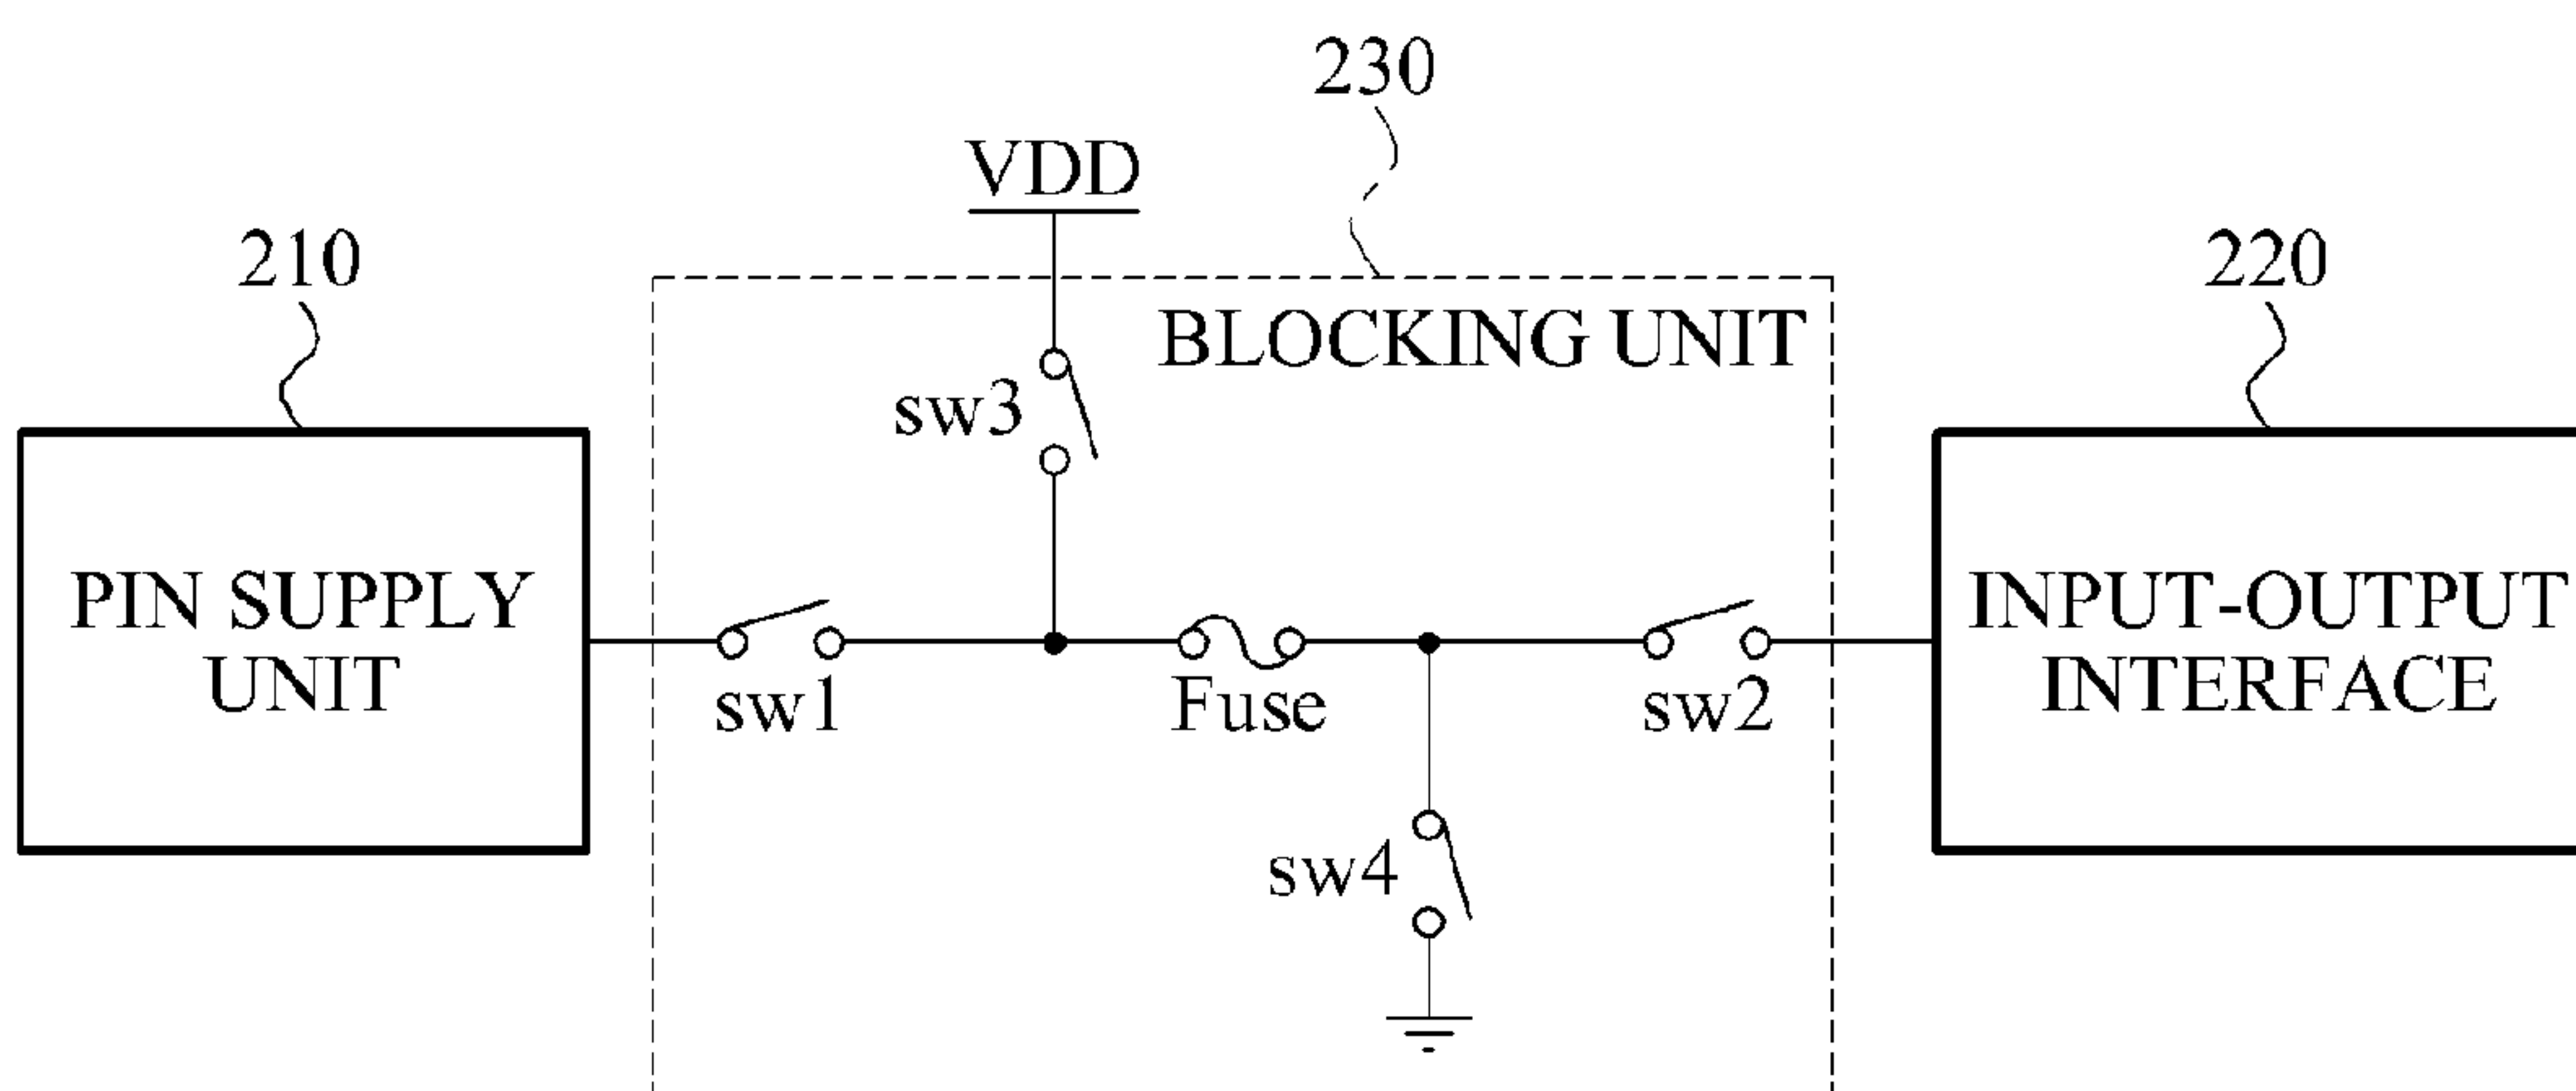 230
VDD
210
220
BLOCKING UNIT
sw3
PIN SUPPLY
UNIT
INPUT-OUTPUT
INTERFACE
sw1
Fuse
sw2
sw4